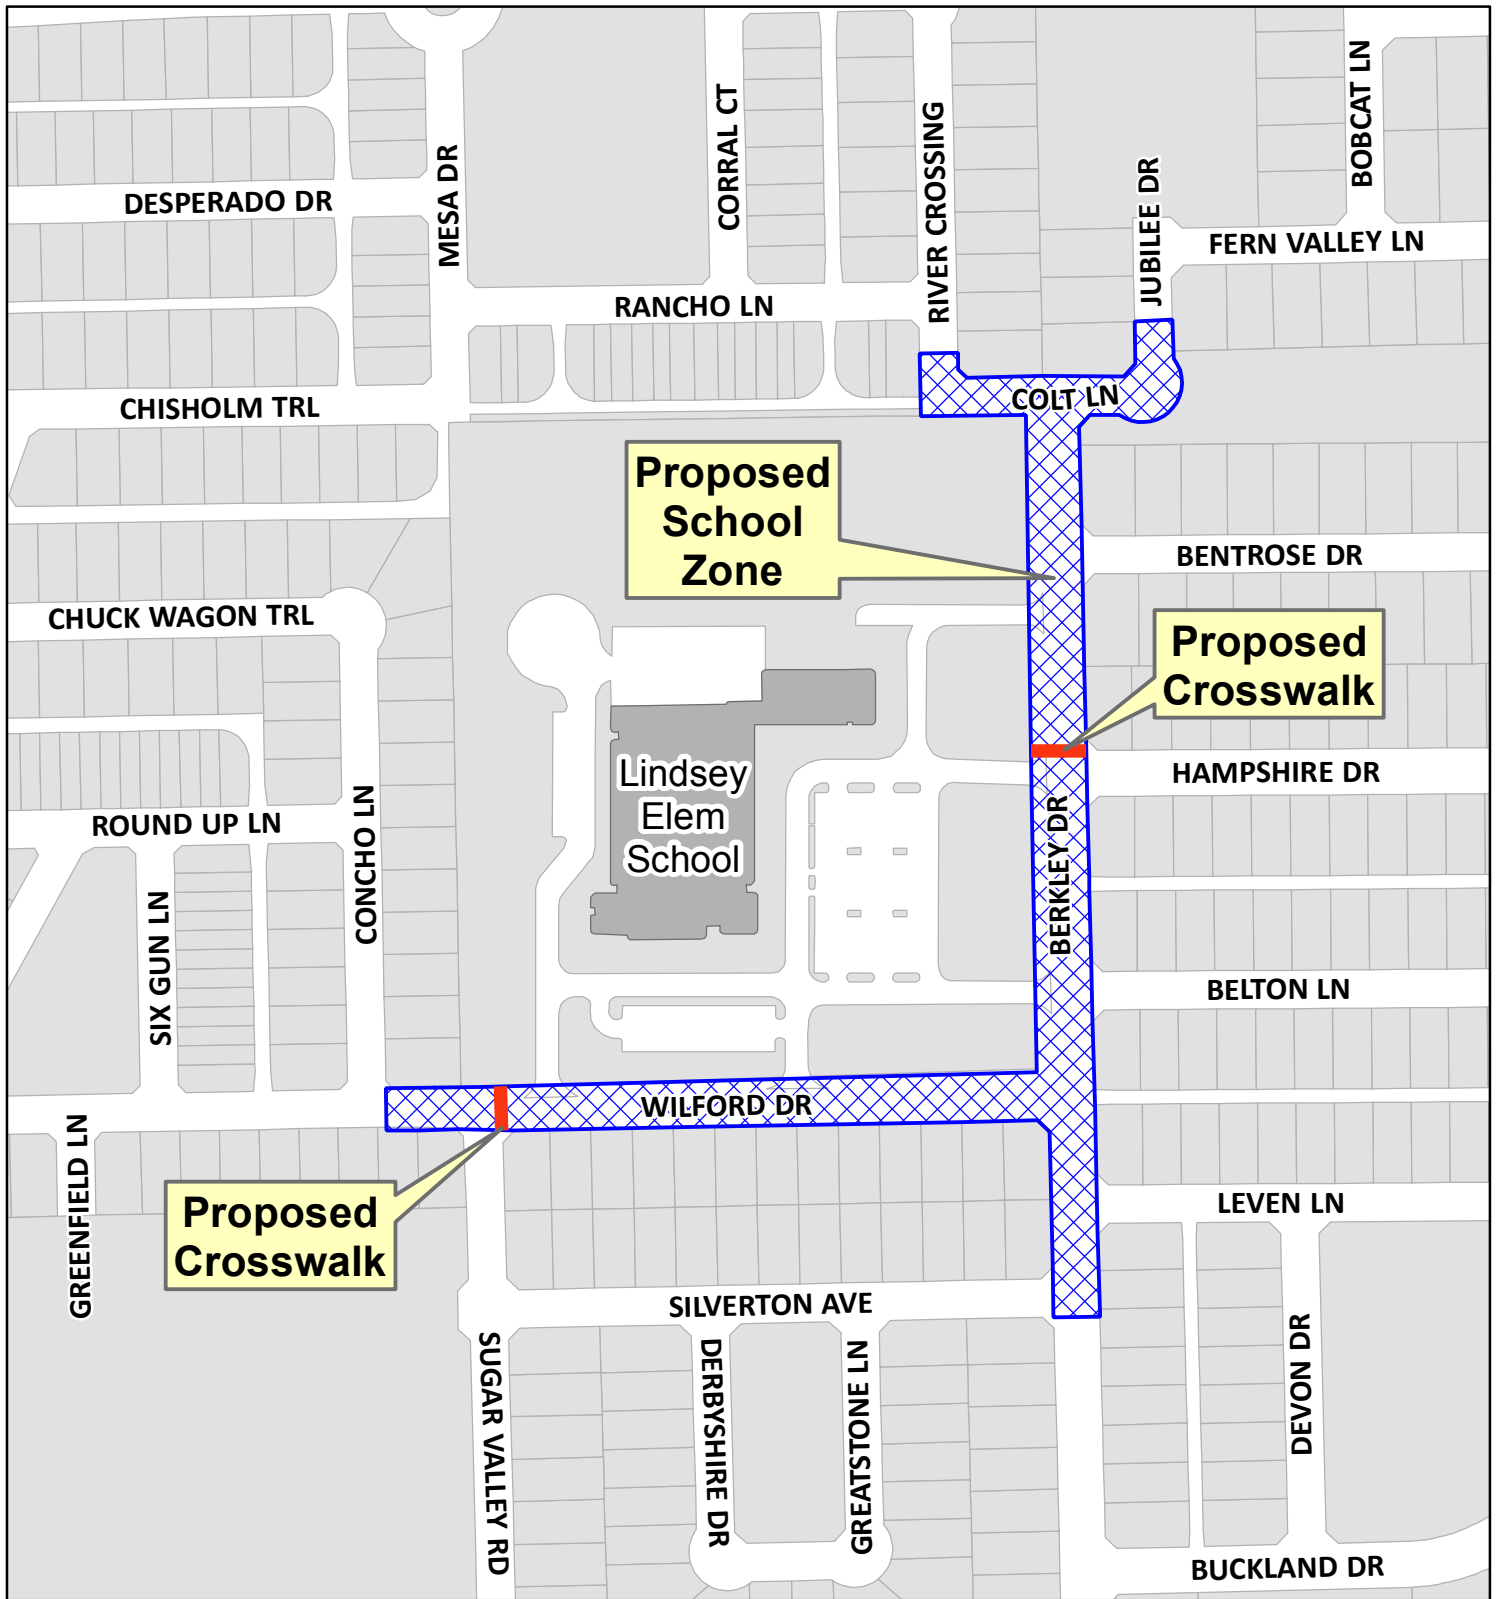 BOBCAT LN
CORRAL CT
RIVER CROSSING
MESA DR
JUBILEE DR
DESPERADO DR
FERN VALLEY LN
RANCHO LN
CHISHOLM TRL
COLT LN
Proposed
School
Zone
BENTROSE DR
CHUCK WAGON TRL
Proposed
Crosswalk
Lindsey
Elem
School
HAMPSHIRE DR
ROUND UP LN
CONCHO LN
BERKLEY DR
SIX GUN LN
BELTON LN
WILFORD DR
GREENFIELD LN
Proposed
Crosswalk
LEVEN LN
SILVERTON AVE
SUGAR VALLEY RD
DERBYSHIRE DR
GREATSTONE LN
DEVON DR
BUCKLAND DR